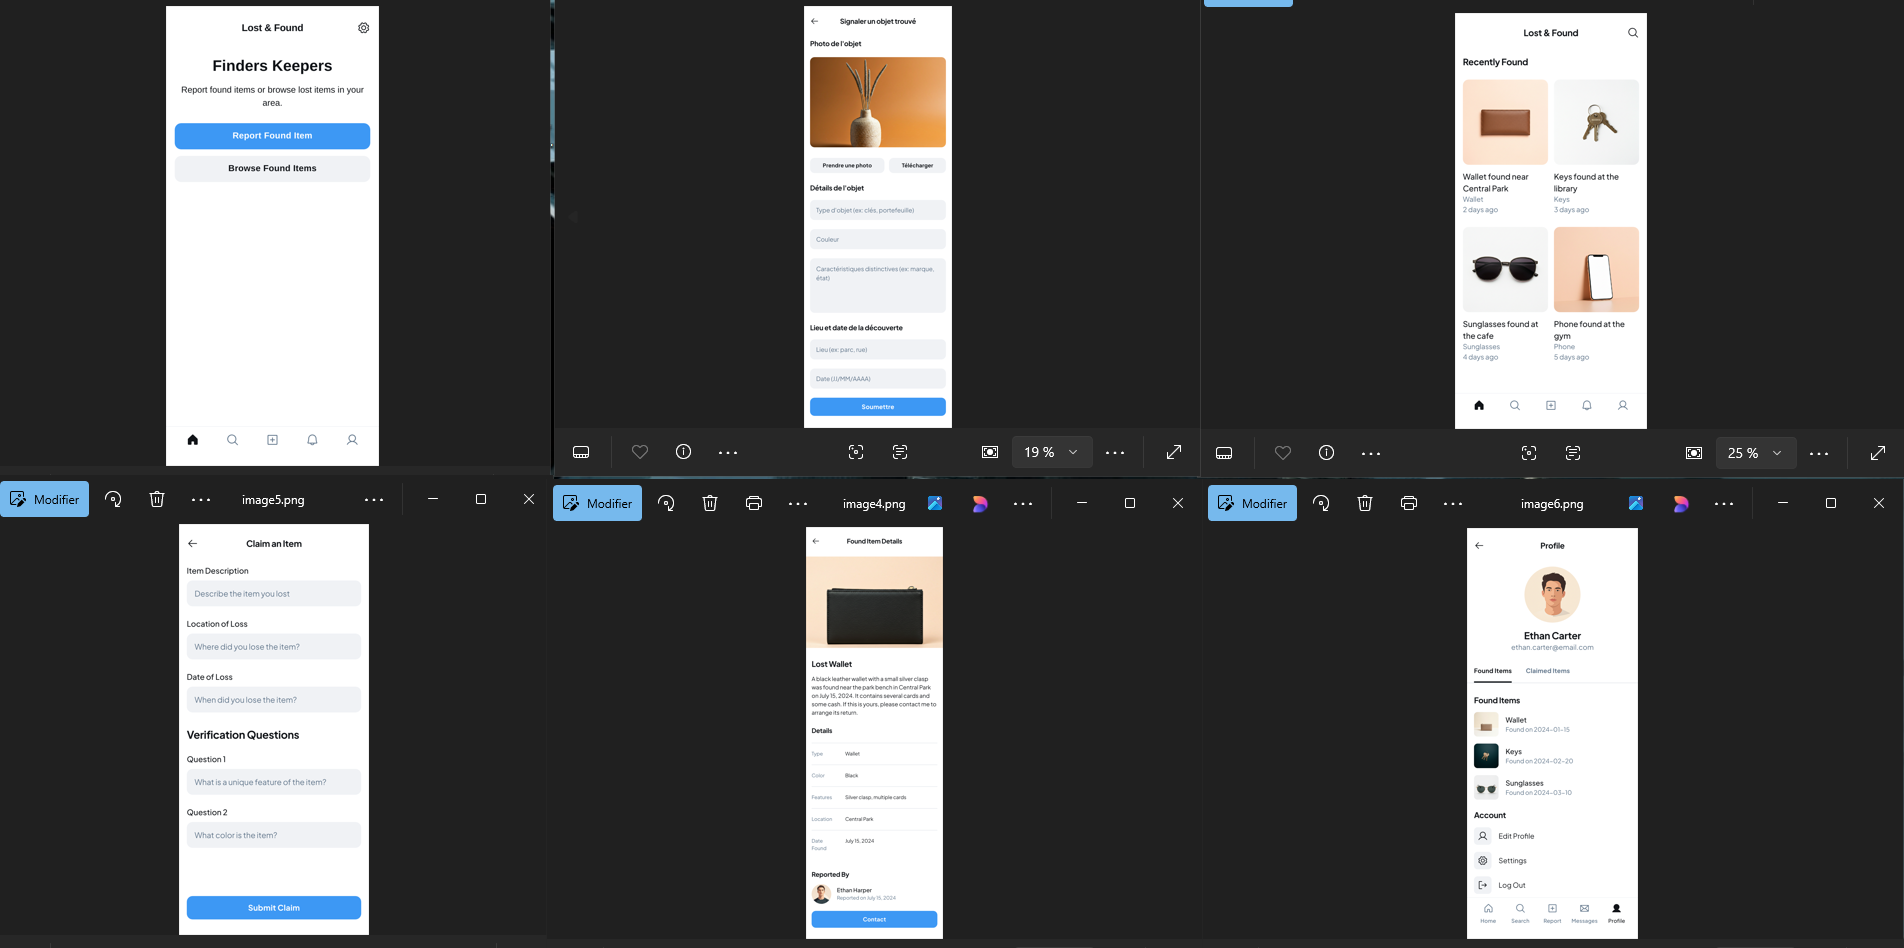 Lost & Found
Finders Keepers
Report found items or browse lost items in your
area.
Report Found Item
Browse Found Items
Signaler un objet trouvé
Photo de l'objet
Prendre une photo
Télécharger
Détails de l'objet
Type d'objet (ex: clés, portefeuille)
Couleur
Caractéristiques distinctives (ex: marque,
état)
Lieu et date de la découverte
Lieu (ex: parc, rue)
Date (JJ/MM/AAAA)
Soumettre
19 %
Lost & Found
Recently Found
Wallet found near
Central Park
Wallet
2 days ago
Keys found at the
library
Keys
3 days ago
Sunglasses found at
the cafe
Sunglasses
4 days ago
Phone found at the
gym
Phone
5 days ago
25 %
Modifier
image5.png
Claim an Item
Item Description
Describe the item you lost
Location of Loss
Where did you lose the item?
Date of Loss
When did you lose the item?
Verification Questions
Question 1
What is a unique feature of the item?
Question 2
What color is the item?
Submit Claim
Modifier
image4.png
Found Item Details
Lost Wallet
A black leather wallet with a small silver clasp
was found near the park bench in Central Park
on July 15, 2024. It contains several cards and
some cash. If this is yours, please contact me to
arrange its return.
Details
Type Wallet
Color Black
Features Silver clasp, multiple cards
Location Central Park
Date July 15, 2024
Found
Reported By
Ethan Harper
Reported on July 15, 2024
Contact
Modifier
image6.png
Profile
Ethan Carter
ethan.carter@email.com
Found Items
Claimed Items
Found Items
Wallet
Found on 2024-01-15
Keys
Found on 2024-02-20
Sunglasses
Found on 2024-03-10
Account
Edit Profile
Settings
Log Out
Home
Search
Report
Messages
Profile